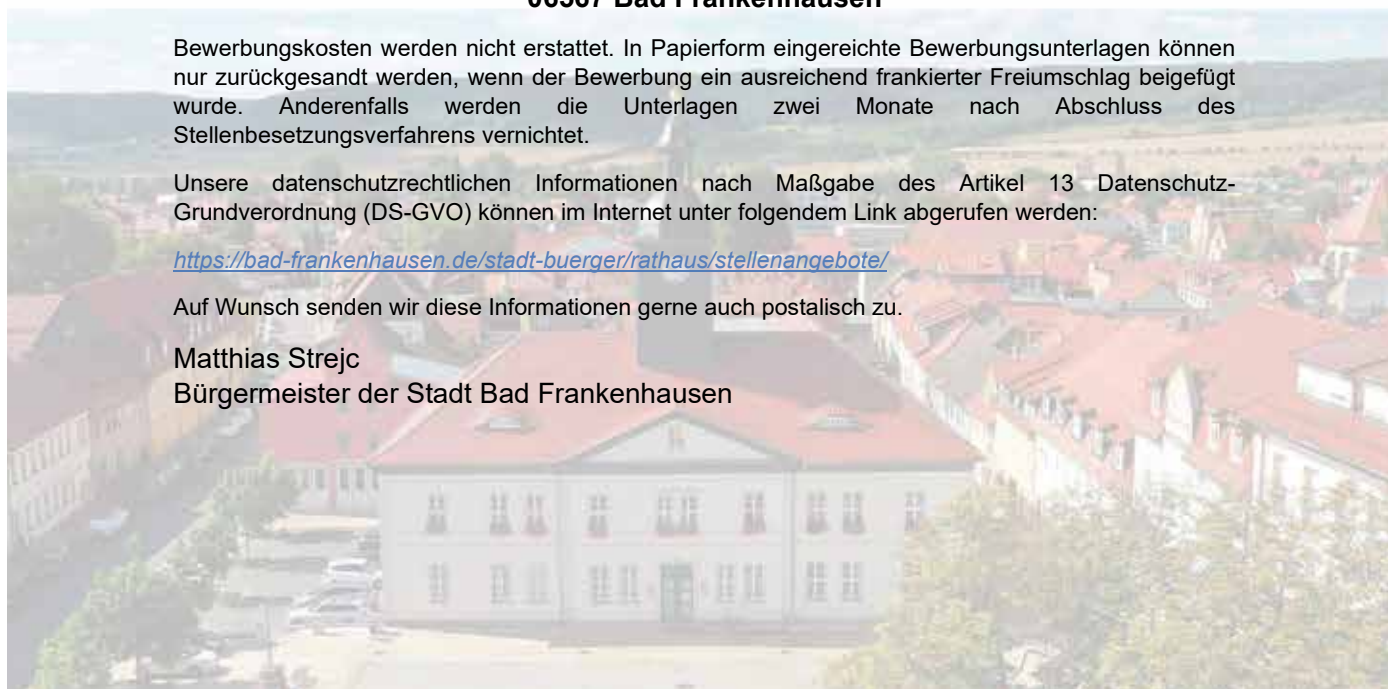 06567 Bad Frankenhausen
Bewerbungskosten werden nicht erstattet. In Papierform eingereichte Bewerbungsunterlagen können
nur zurückgesandt werden, wenn der Bewerbung ein ausreichend frankierter Freiumschlag beigefügt
wurde. Anderenfalls werden die Unterlagen zwei Monate nach Abschluss des
Stellenbesetzungsverfahrens vernichtet.
Unsere datenschutzrechtlichen Informationen nach Maßgabe des Artikel 13 Datenschutz-
Grundverordnung (DS-GVO) können im Internet unter folgendem Link abgerufen werden:
https://bad-frankenhausen.de/stadt-buerger/rathaus/stellenangebote/
Auf Wunsch senden wir diese Informationen gerne auch postalisch zu.
Matthias Strejc
Bürgermeister der Stadt Bad Frankenhausen